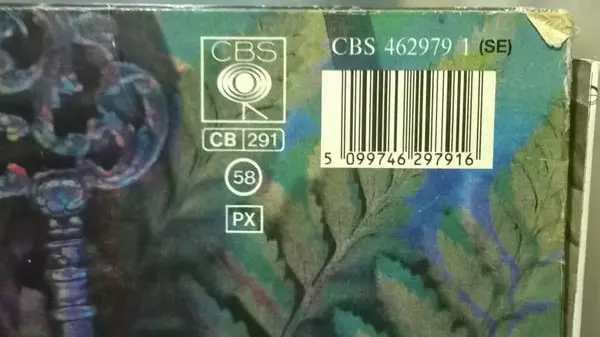 CBS 462979 1 (SE)
CBS
CB 291
58
PX
5 099746 297916